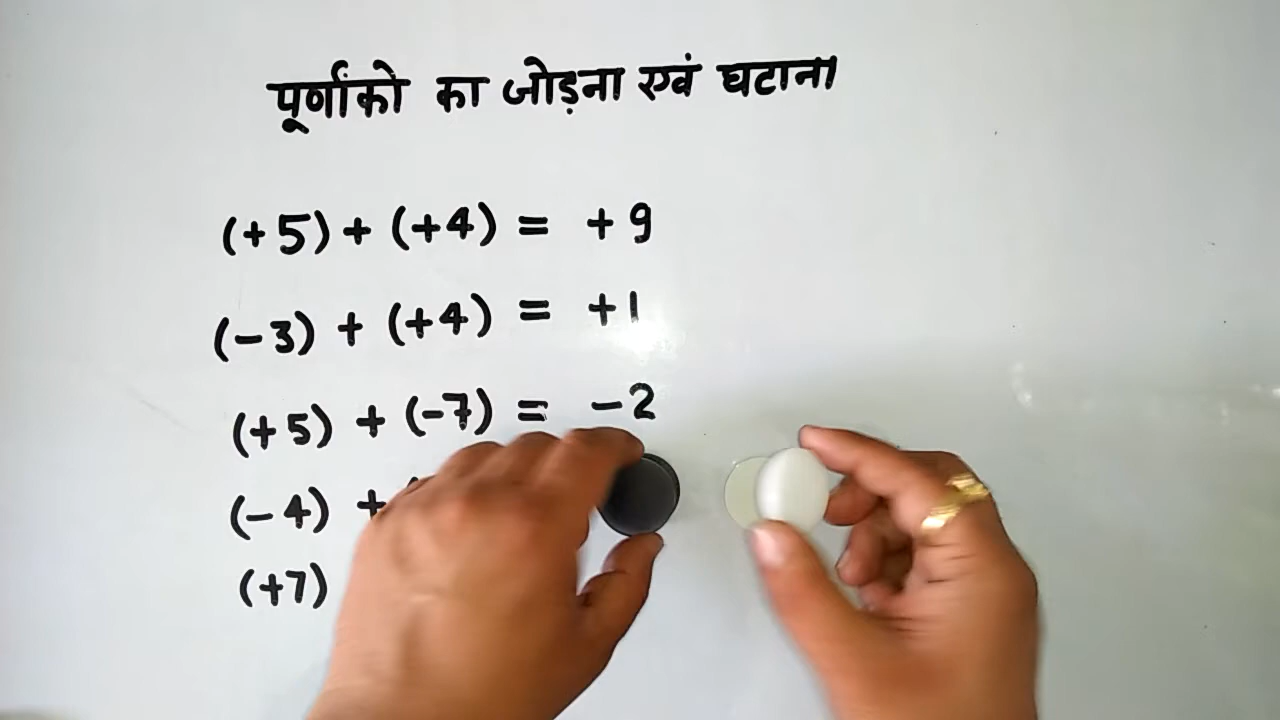 पूर्णांको का जोड़ना एवं घटाना
(+5) + (+4) = +9
(-3) + (+4) = +1
(+5) + (-7) = -2
(-4) +
(+7)